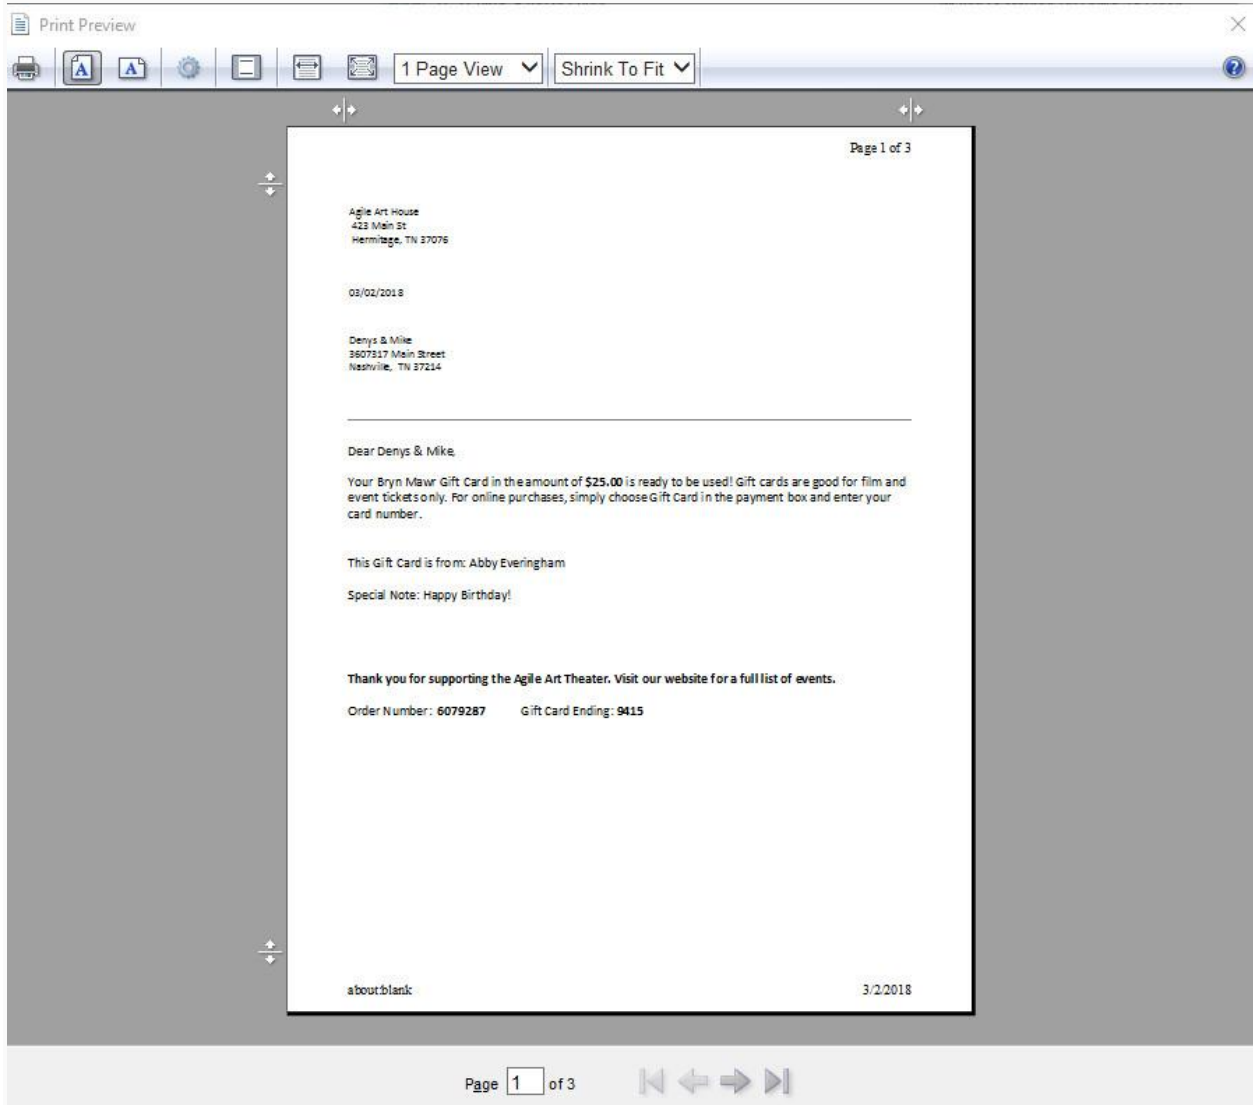 Print Preview
1 Page View
Shrink To Fit
Page 1 of 3
Agile Art House
423 Main St
Hermitage, TN 37076
03/02/2018
Denys & Mike
3607317 Main Street
Nashville, TN 37214
Dear Denys & Mike,
Your Bryn Mawr Gift Card in the amount of $25.00 is ready to be used! Gift cards are good for film and
event tickets only. For online purchases, simply choose Gift Card in the payment box and enter your
card number.
This Gift Card is from: Abby Everingham
Special Note: Happy Birthday!
Thank you for supporting the Agile Art Theater. Visit our website for a full list of events.
Order Number: 6079287 Gift Card Ending: 9415
about:blank 3/2/2018
Page 1 of 3